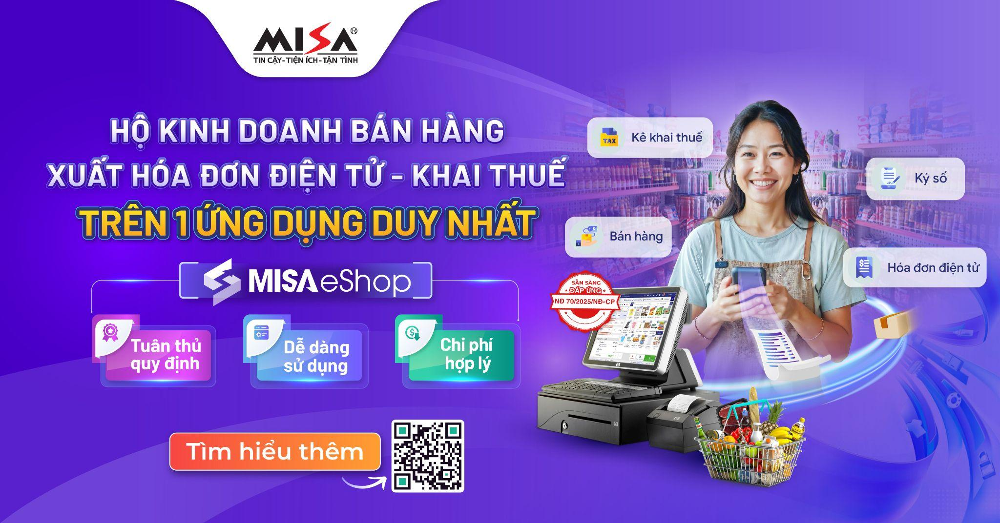 MISA®
TIN CẬY-TIỆN ÍCH-TẬN TÌNH
HỘ KINH DOANH BÁN HÀNG
XUẤT HÓA ĐƠN ĐIỆN TỬ - KHAI THUẾ
TRÊN 1 ỨNG DỤNG DUY NHẤT
MISA eShop
Tuân thủ
quy định
Dễ dàng
sử dụng
Chi phí
hợp lý
Tìm hiểu thêm
TAX
Kê khai thuế
Ký số
Bán hàng
Hóa đơn điện tử
SẴN SÀNG
ĐÁP ỨNG
NĐ 70/2025/NĐ-CP